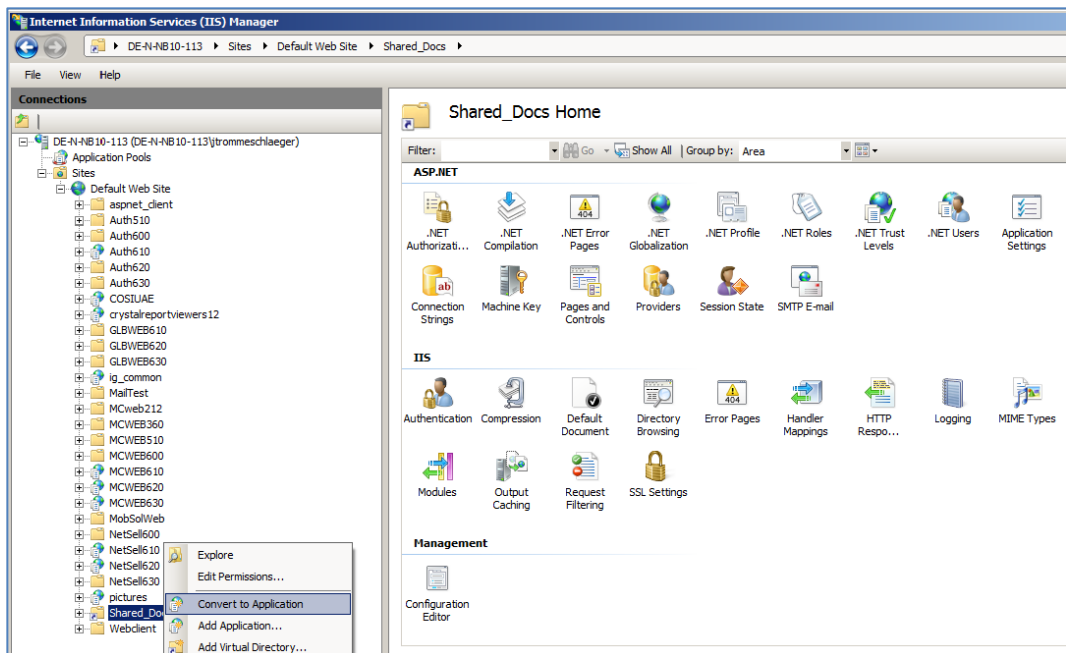 Internet Information Services (IIS) Manager
DE-N-NB10-113 Sites Default Web Site Shared_Docs
File View Help
Connections
DE-N-NB10-113 (DE-N-NB10-113\jtrommeschlaeger)
Application Pools
Sites
Default Web Site
aspnet_client
Auth510
Auth600
Auth610
Auth620
Auth630
COSIUAE
crystalreportviewers12
GLBWEB610
GLBWEB620
GLBWEB630
ig_common
MailTest
MCweb212
MCWEB360
MCWEB510
MCWEB600
MCWEB610
MCWEB620
MCWEB630
MobSolWeb
NetSell600
NetSell610
NetSell620
NetSell630
pictures
Shared_Do
Webclient
Explore
Edit Permissions...
Convert to Application
Add Application...
Add Virtual Directory...
Shared_Docs Home
Filter: Go Show All Group by: Area
ASP.NET
.NET Authorizati...
.NET Compilation
.NET Error Pages
.NET Globalization
.NET Profile
.NET Roles
.NET Trust Levels
.NET Users
Application Settings
Connection Strings
Machine Key
Pages and Controls
Providers
Session State
SMTP E-mail
IIS
Authentication
Compression
Default Document
Directory Browsing
Error Pages
Handler Mappings
HTTP Respo...
Logging
MIME Types
Modules
Output Caching
Request Filtering
SSL Settings
Management
Configuration Editor